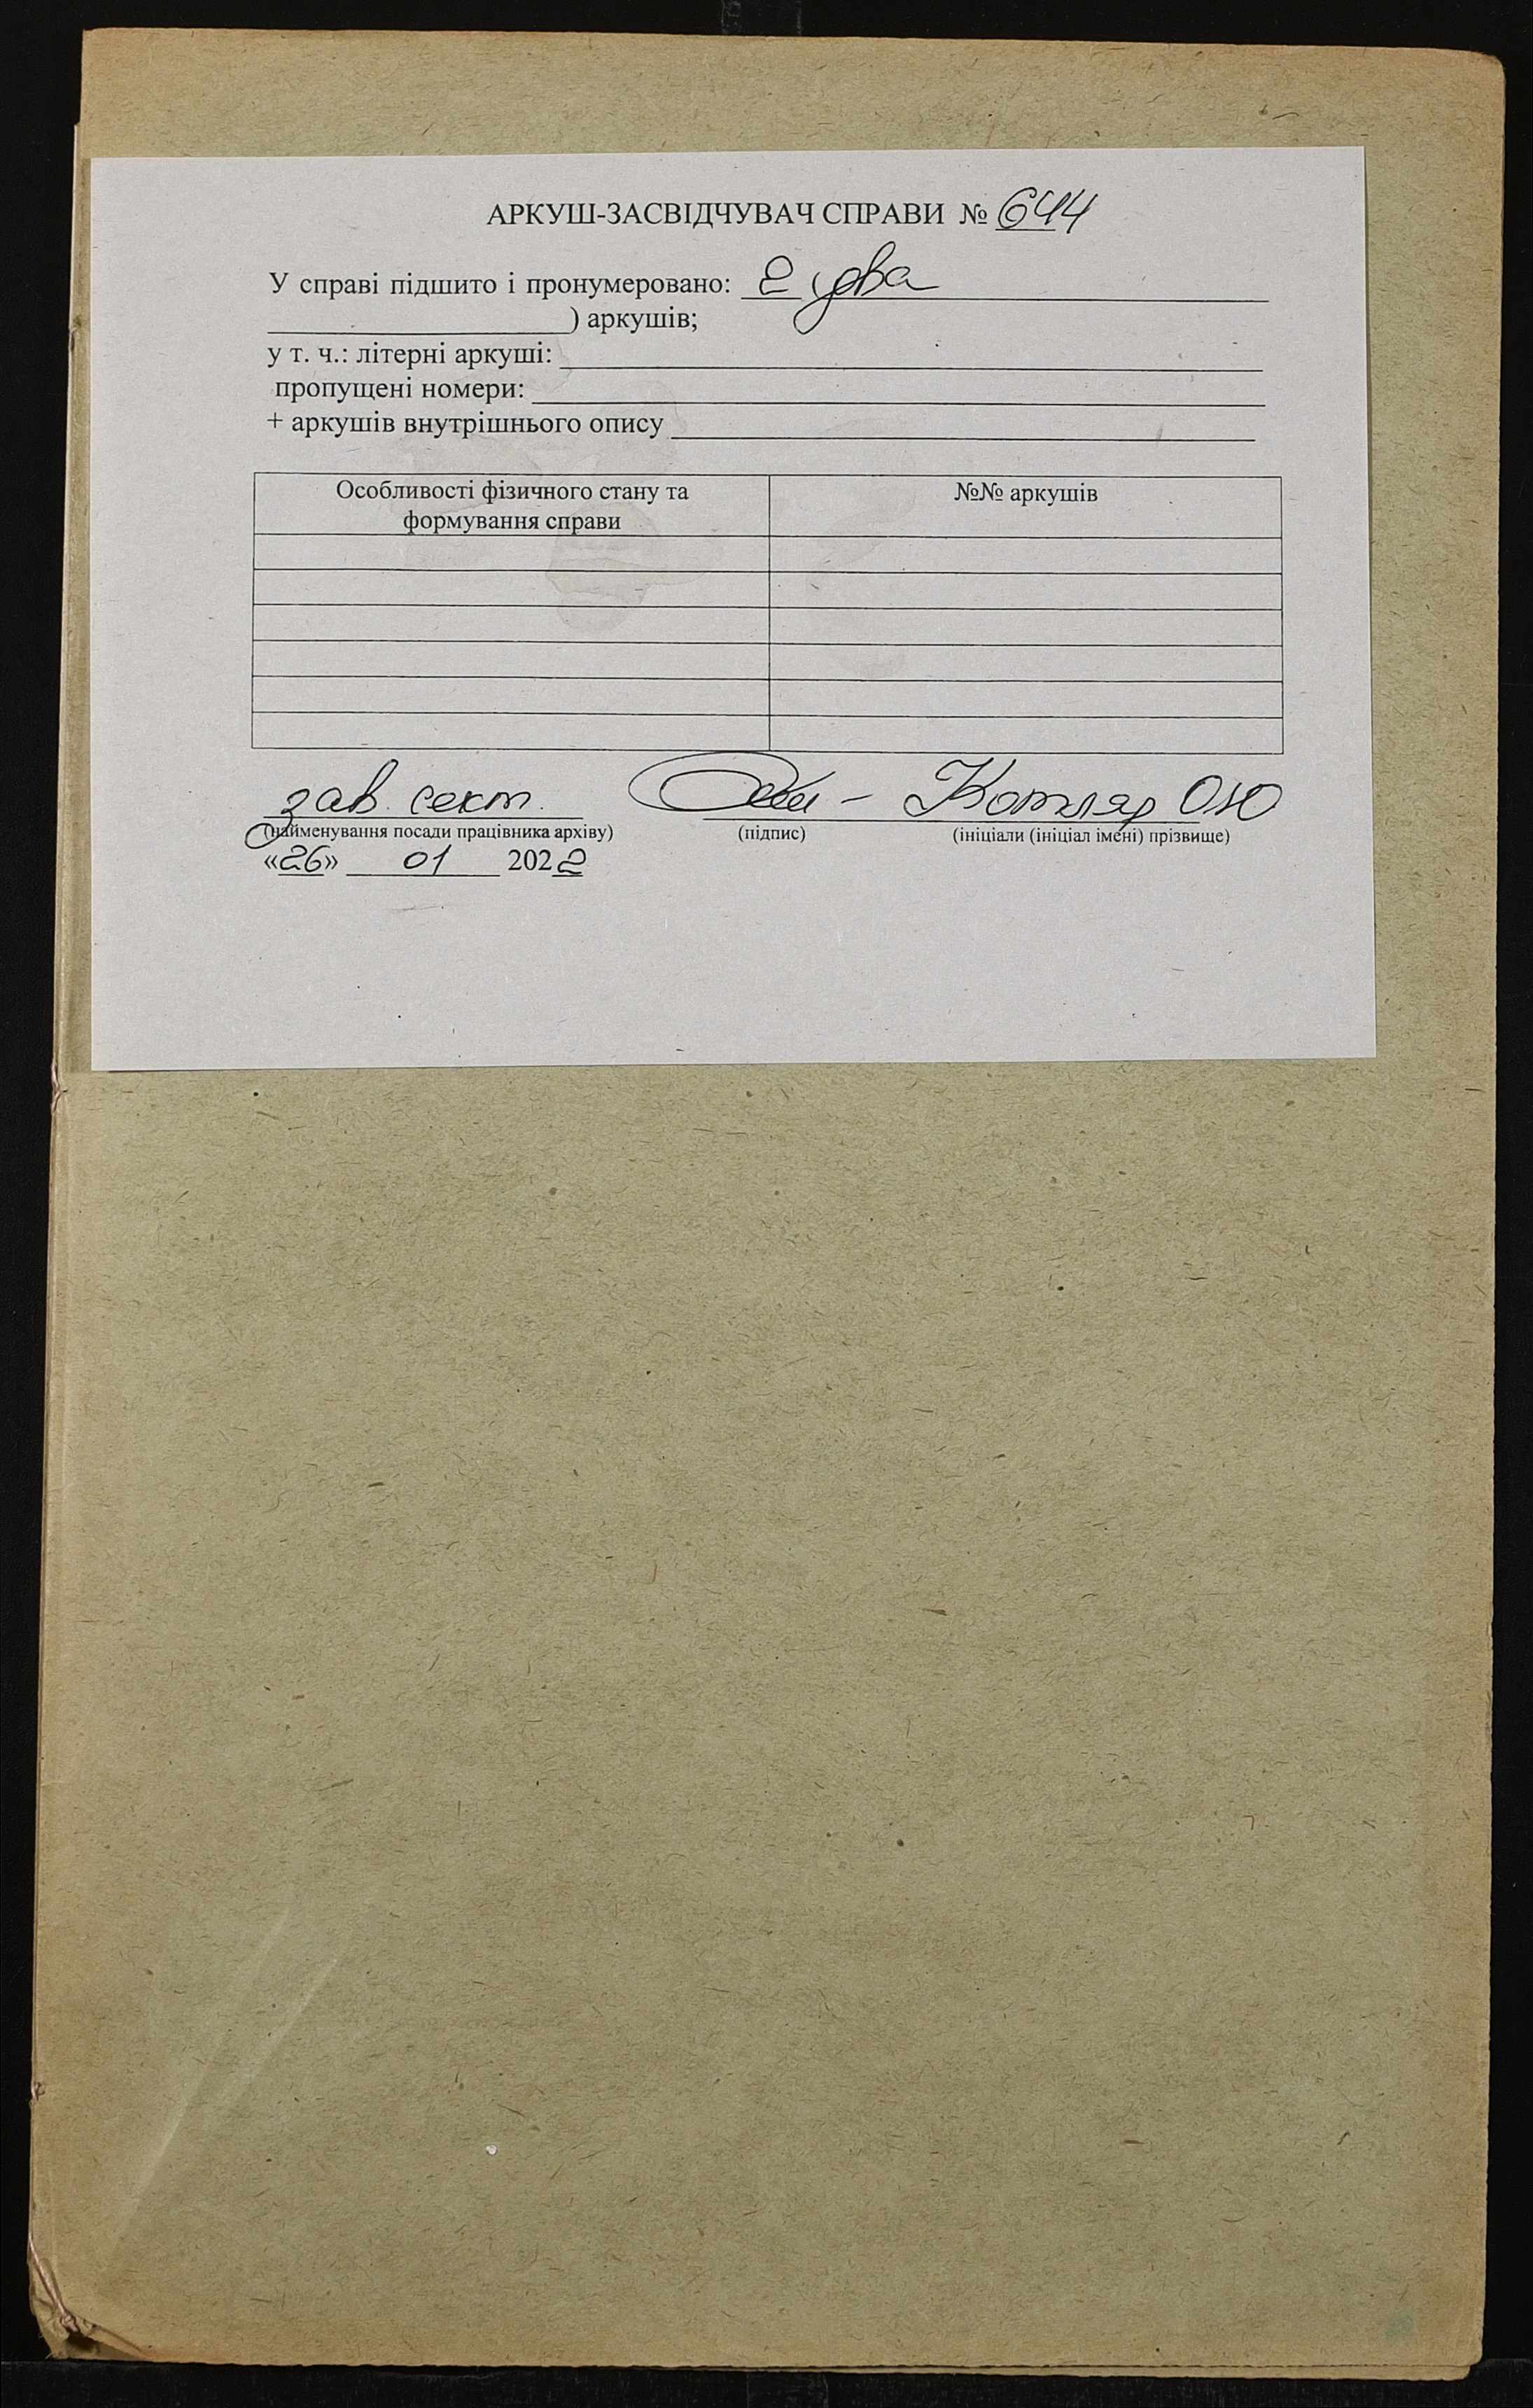 АРКУШ-ЗАСВІДЧУВАЧ СПРАВИ № 644
У справі підшито і пронумеровано: 2 (два
) аркушів;
у т. ч.: літерні аркуші:
пропущені номери:
+ аркушів внутрішнього опису
Особливості фізичного стану та формування справи
№№ аркушів
зав. сект. Котляр ОЮ
(найменування посади працівника архіву) (підпис) (ініціали (ініціал імені) прізвище)
«26» 01 2022